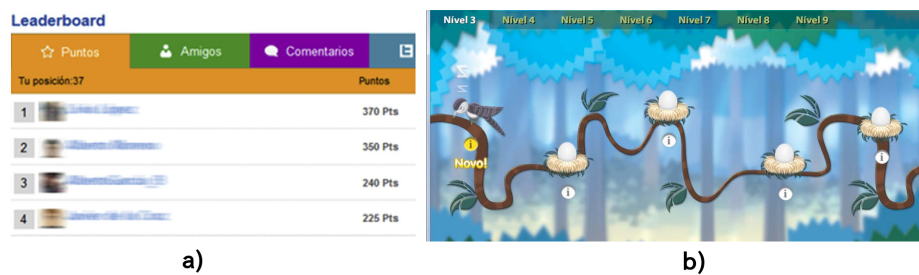 Leaderboard
Puntos Amigos Comentarios
Tu posición:37 Puntos
1 370 Pts
2 350 Pts
3 240 Pts
4 225 Pts
a)
Nível 3 Nível 4 Nível 5 Nível 6 Nível 7 Nível 8 Nível 9
Novo!
b)